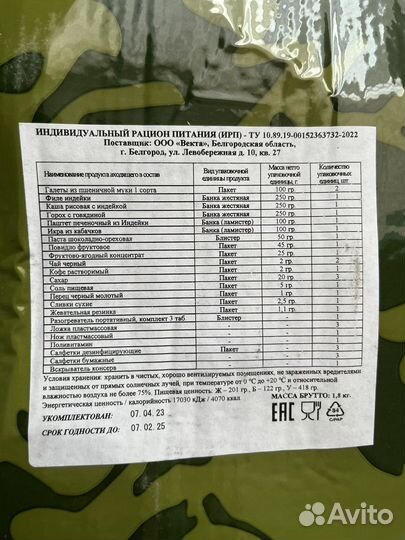 ИНДИВИДУАЛЬНЫЙ РАЦИОН ПИТАНИЯ (ИРП) - ТУ 10.89.19-00152363732-2022
Поставщик: ООО «Векта», Белгородская область,
г. Белгород, ул. Левобережная д. 10, кв. 27
Наименование продукта входящего в состав Вид упаковочной единицы продукта Масса нетто упаковочной единицы, г. Количество упаковочных единиц, шт.
Галеты из пшеничной муки 1 сорта Пакет 100 гр. 2
Филе индейки Банка жестяная 250 гр. 1
Каша рисовая с индейкой Банка жестяная 250 гр. 1
Горох с говядиной Банка жестяная 250 гр. 1
Паштет печеночный из Индейки Банка (ламистер) 100 гр. 1
Икра из кабачков Банка (ламистер) 100 гр. 1
Паста шоколадно-ореховая Блистер 50 гр. 1
Повидло фруктовое Пакет 45 гр. 1
Фруктово-ягодный концентрат Пакет 25 гр. 1
Чай черный Пакет 2 гр. 2
Кофе растворимый Пакет 2 гр. 1
Сахар Пакет 20 гр. 3
Соль пищевая Пакет 5 гр. 1
Перец черный молотый Пакет 1 гр. 1
Сливки сухие Пакет 2,5 гр. 1
Жевательная резинка Пакет 1,1 гр. 1
Разогреватель портативный, комплект 3 таб Блистер - 1
Ложка пластмассовая - - 3
Нож пластмассовый - - 1
Поливитамин - - 1
Салфетки дезинфицирующие Пакет - 3
Салфетки бумажные - - 3
Вскрыватель консерв - - 1
Условия хранения: хранить в чистых, хорошо вентилируемых помещениях, не зараженных вредителями
и защищенных от прямых солнечных лучей, при температуре от 0 °С до +20 °С и относительной
влажностью воздуха не более 75%. Пищевая ценность: Ж – 201 гр., Б – 122 гр., У – 418 гр.
Энергетическая ценность / калорийность 17030 кДж / 4070 ккал.
МАССА БРУТТО: 1,8 кг.
УКОМПЛЕКТОВАН: 07. 04. 23
СРОК ГОДНОСТИ ДО: 07. 02. 25
EAC
84
C/PAP
Avito